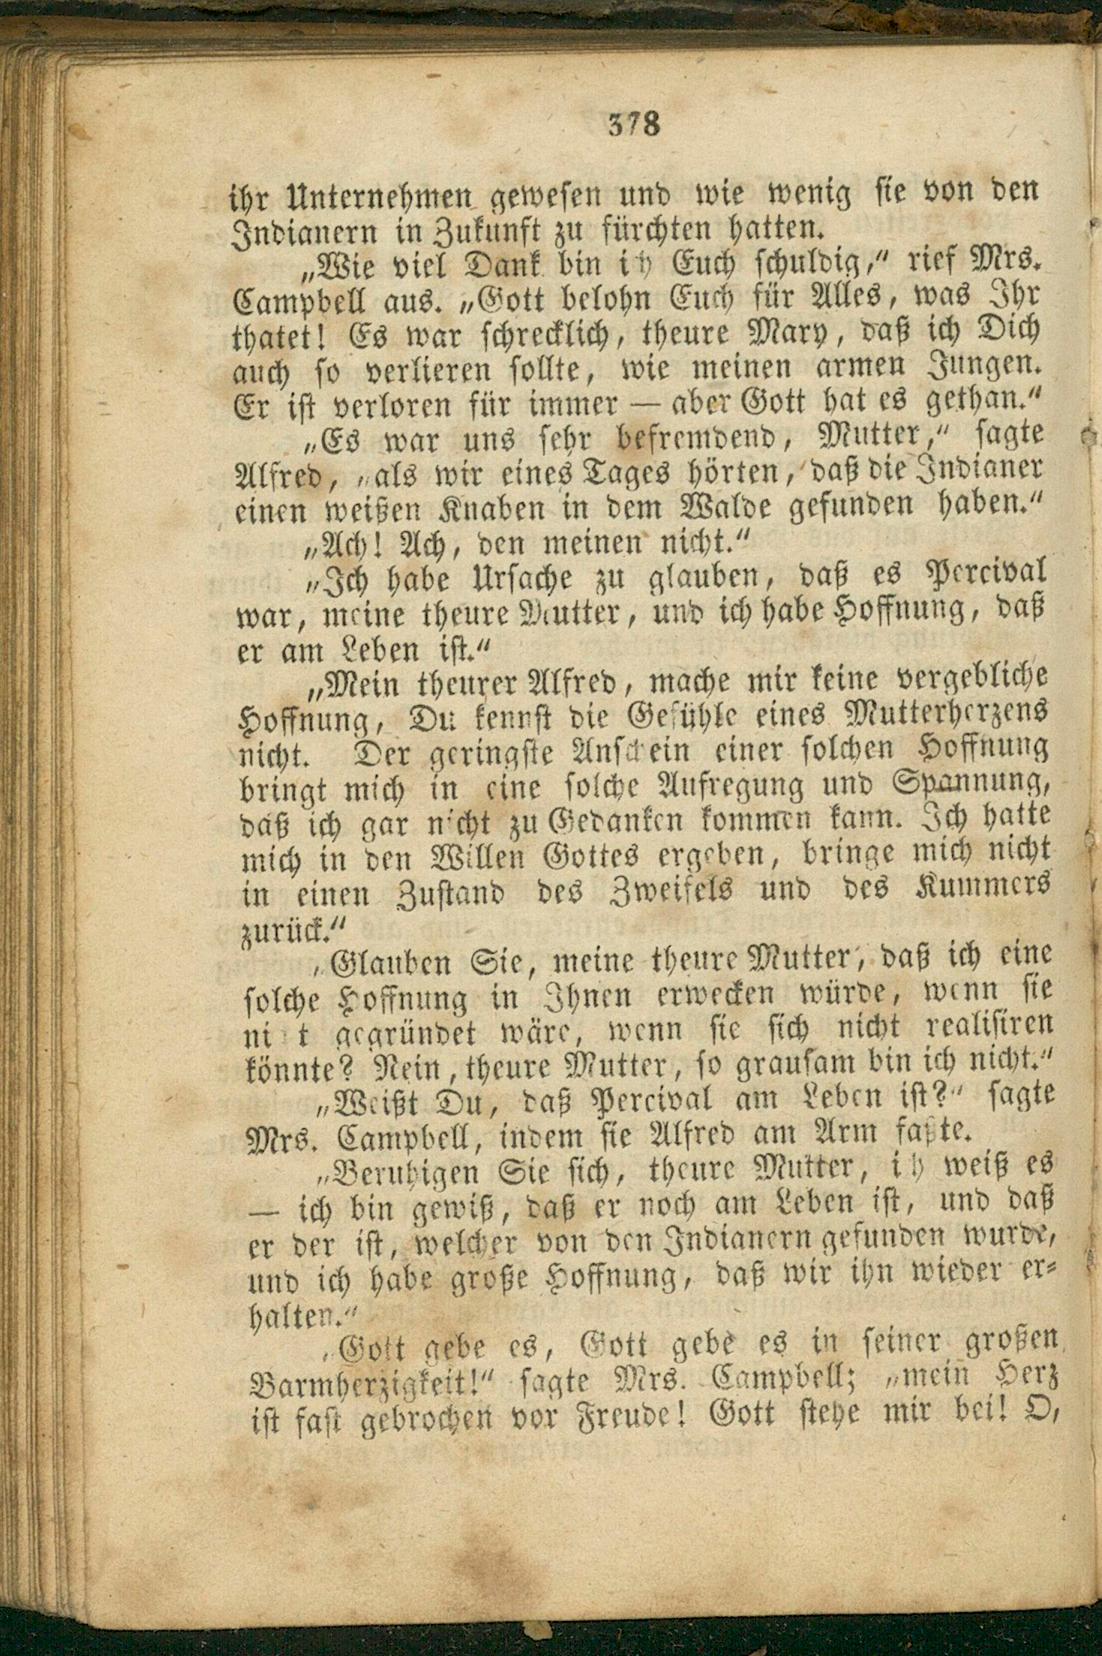 378
ihr Unternehmen gewesen und wie wenig sie von den
Indianern in Zukunft zu fürchten hatten.
„Wie viel Dank bin ich Euch schuldig,“ rief Mrs.
Campbell aus. „Gott belohn Euch für Alles, was Ihr
thatet! Es war schrecklich, theure Mary, daß ich Dich
auch so verlieren sollte, wie meinen armen Jungen.
Er ist verloren für immer — aber Gott hat es gethan.“
„Es war uns sehr befremdend, Mutter,“ sagte
Alfred, „als wir eines Tages hörten, daß die Indianer
einen weißen Knaben in dem Walde gefunden haben.“
„Ach! Ach, den meinen nicht.“
„Ich habe Ursache zu glauben, daß es Percival
war, meine theure Mutter, und ich habe Hoffnung, daß
er am Leben ist.“
„Mein theurer Alfred, mache mir keine vergebliche
Hoffnung, Du kennst die Gefühle eines Mutterherzens
nicht. Der geringste Anschein einer solchen Hoffnung
bringt mich in eine solche Aufregung und Spannung,
daß ich gar nicht zu Gedanken kommen kann. Ich hatte
mich in den Willen Gottes ergeben, bringe mich nicht
in einen Zustand des Zweifels und des Kummers
zurück.“
„Glauben Sie, meine theure Mutter, daß ich eine
solche Hoffnung in Ihnen erwecken würde, wenn sie
nicht gegründet wäre, wenn sie sich nicht realisiren
könnte? Nein, theure Mutter, so grausam bin ich nicht.“
„Weißt Du, daß Percival am Leben ist?“ sagte
Mrs. Campbell, indem sie Alfred am Arm faßte.
„Beruhigen Sie sich, theure Mutter, ich weiß es
— ich bin gewiß, daß er noch am Leben ist, und daß
er der ist, welcher von den Indianern gefunden wurde,
und ich habe große Hoffnung, daß wir ihn wieder er-
halten.“
„Gott gebe es, Gott gebe es in seiner großen
Barmherzigkeit!“ sagte Mrs. Campbell; „mein Herz
ist fast gebrochen vor Freude! Gott stehe mir bei! O,